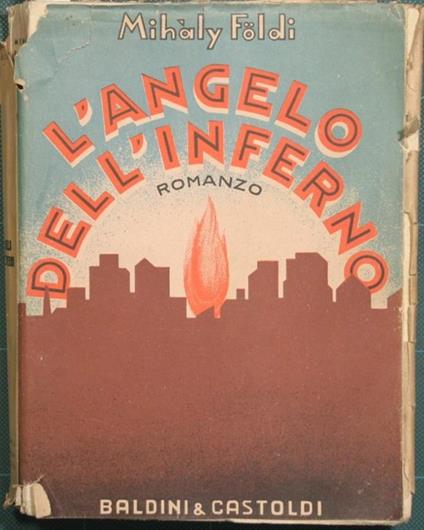 Mihàly Földi
L'ANGELO
DELL'INFERNO
ROMANZO
BALDINI & CASTOLDI